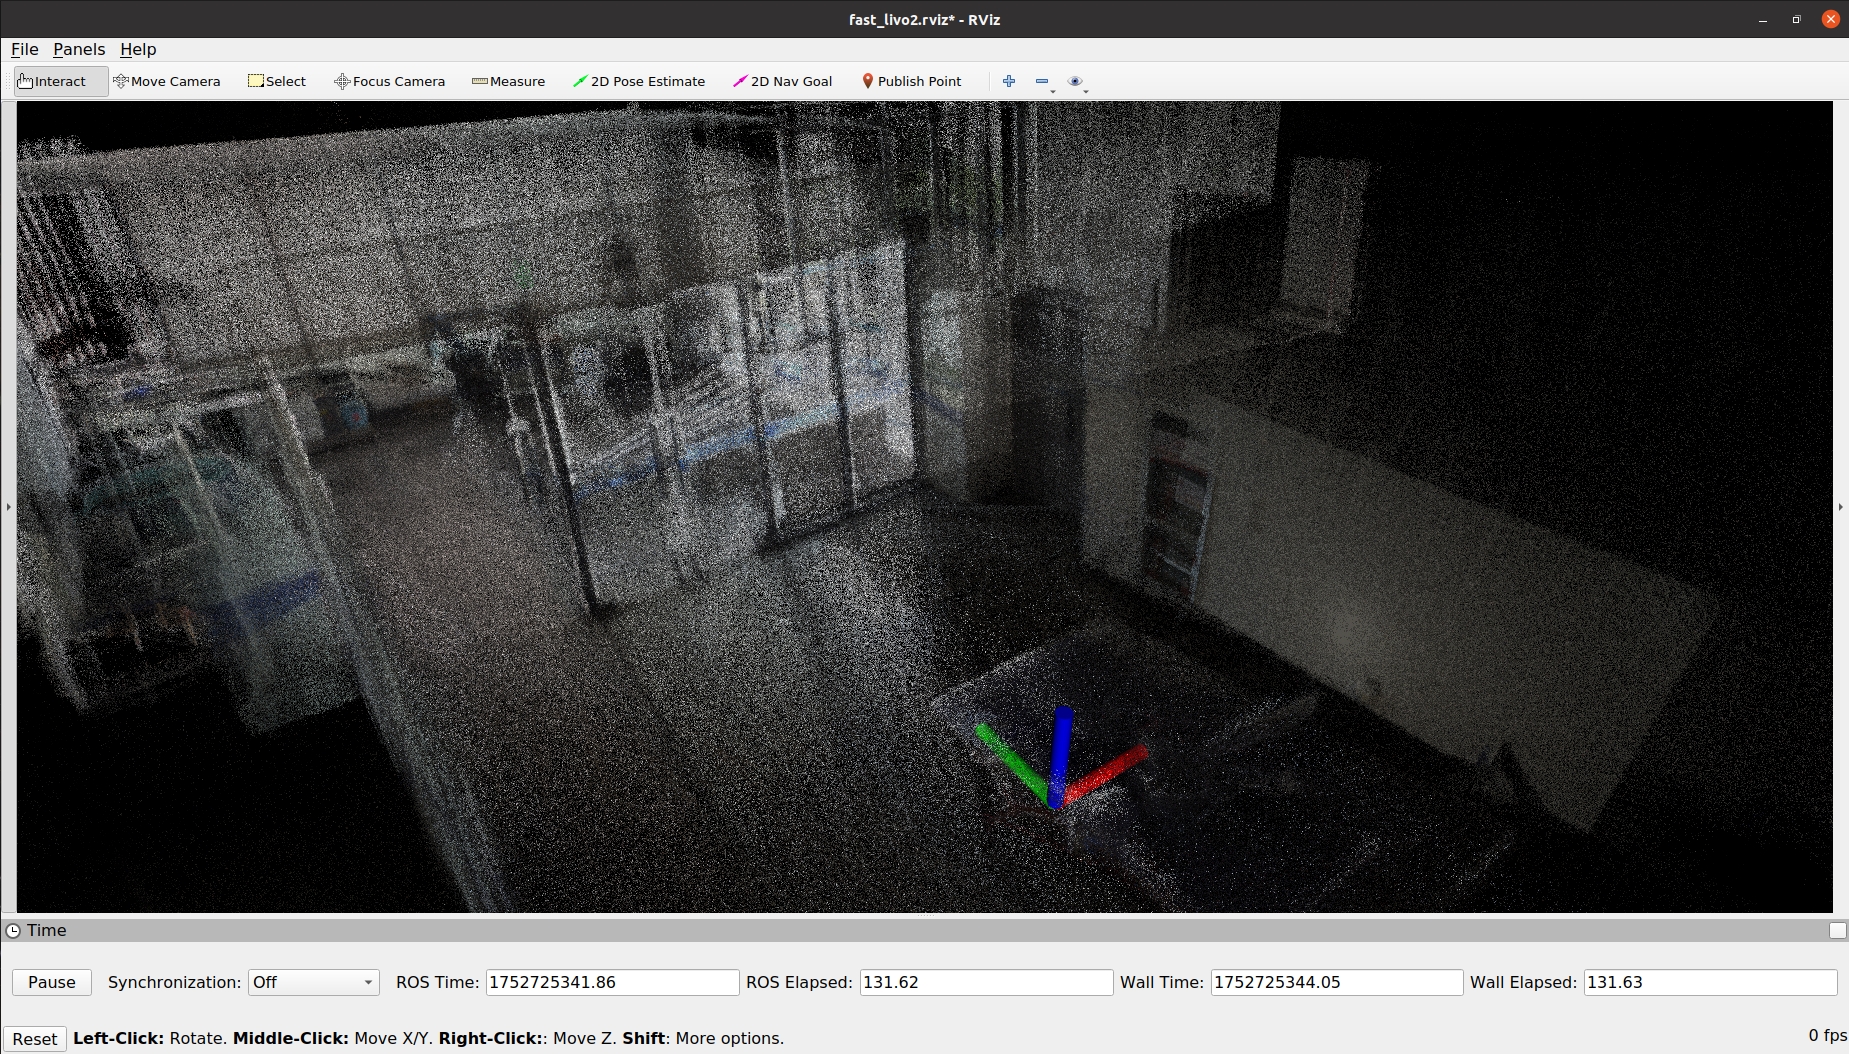 fast_livo2.rviz* - RViz
File Panels Help
Interact Move Camera Select Focus Camera Measure 2D Pose Estimate 2D Nav Goal Publish Point
Time
Pause Synchronization: Off ROS Time: 1752725341.86 ROS Elapsed: 131.62 Wall Time: 1752725344.05 Wall Elapsed: 131.63
Reset Left-Click: Rotate. Middle-Click: Move X/Y. Right-Click:: Move Z. Shift: More options. 0 fps